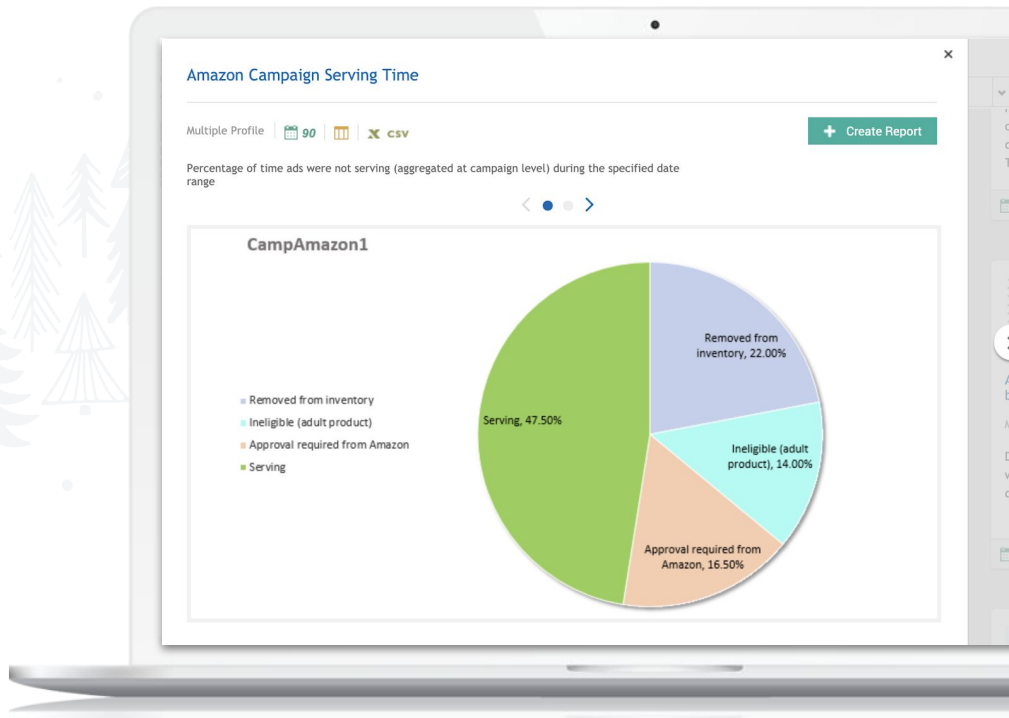 Amazon Campaign Serving Time
Multiple Profile
90
X CSV
Create Report
Percentage of time ads were not serving (aggregated at campaign level) during the specified date
range
CampAmazon1
Removed from inventory
Ineligible (adult product)
Approval required from Amazon
Serving
Removed from
inventory, 22.00%
Serving, 47.50%
Ineligible (adult
product), 14.00%
Approval required from
Amazon, 16.50%